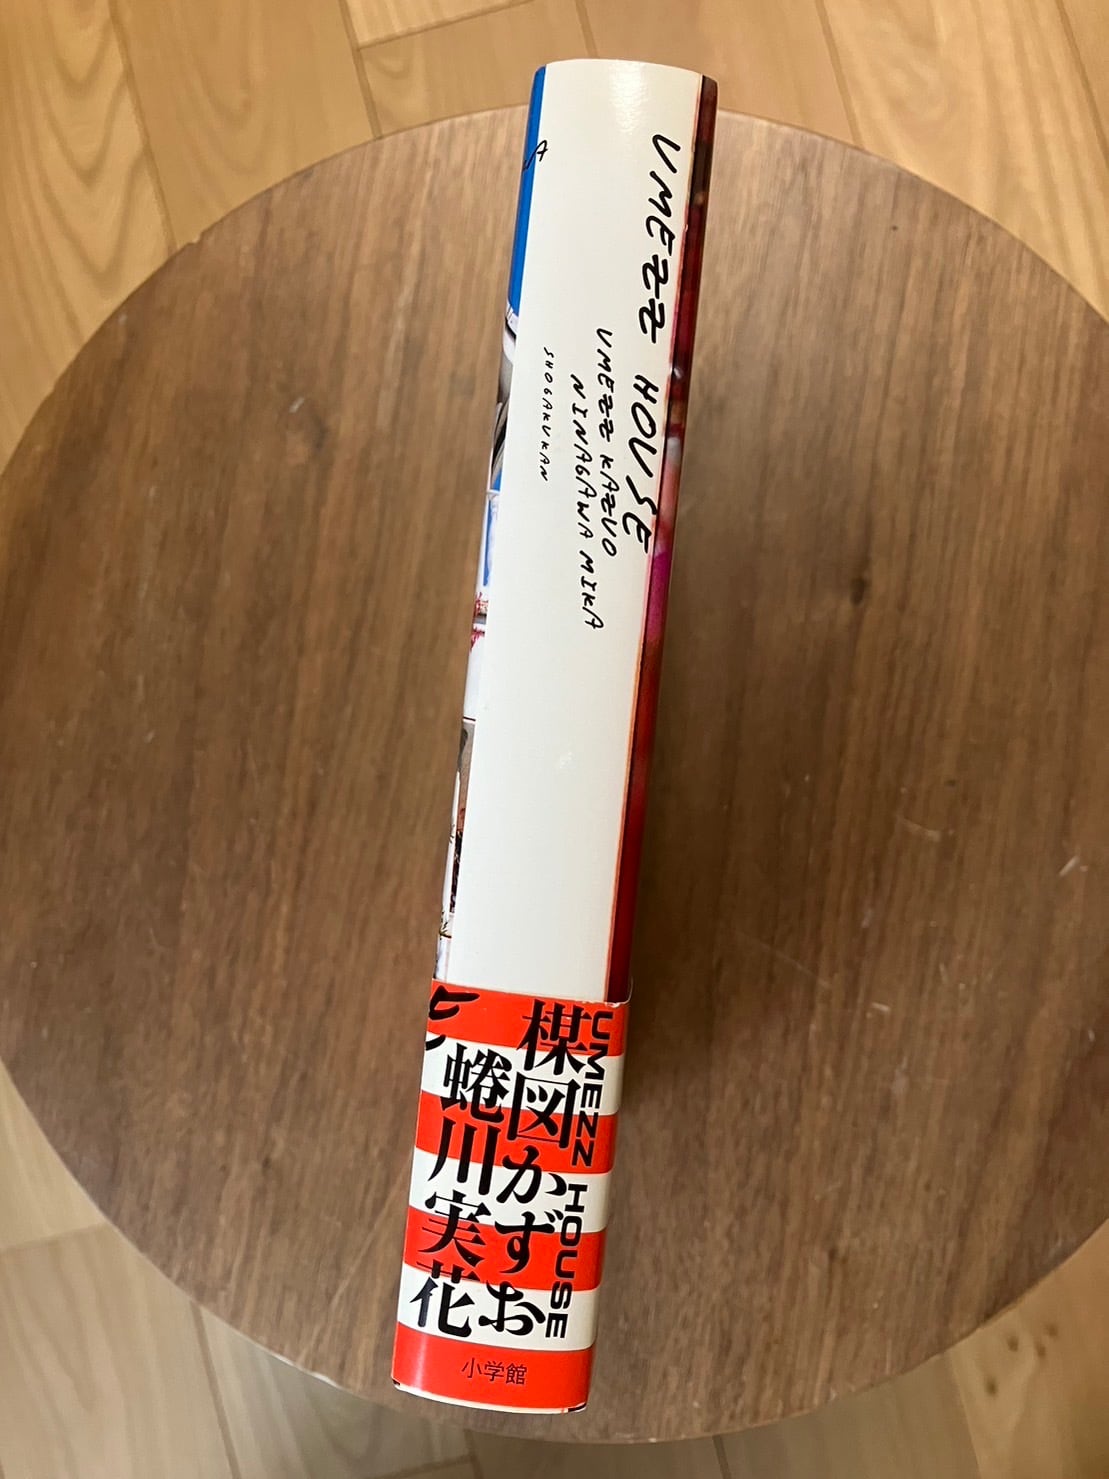 UMEZZ HOUSE
UMEZZ KAZUO
NINAGAWA MIKA
SHOGAKUKAN
UMEZZ HOUSE
楳図かずお
蜷川実花
小学館